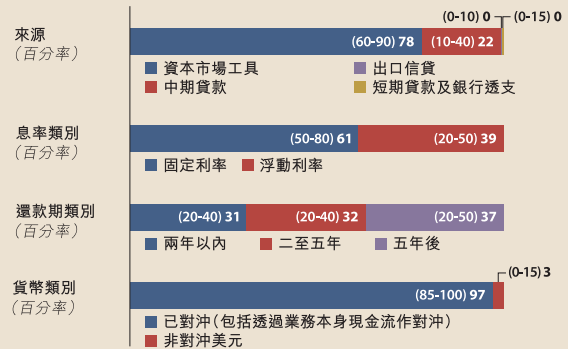 (0-10) 0 (0-15) 0
來源
(百分率)
(60-90) 78 (10-40) 22
資本市場工具 出口信貸
中期貸款 短期貸款及銀行透支
息率類別
(百分率)
(50-80) 61 (20-50) 39
固定利率 浮動利率
還款期類別
(百分率)
(20-40) 31 (20-40) 32 (20-50) 37
兩年以內 二至五年 五年後
(0-15) 3
貨幣類別
(百分率)
(85-100) 97
已對沖(包括透過業務本身現金流作對沖)
非對沖美元